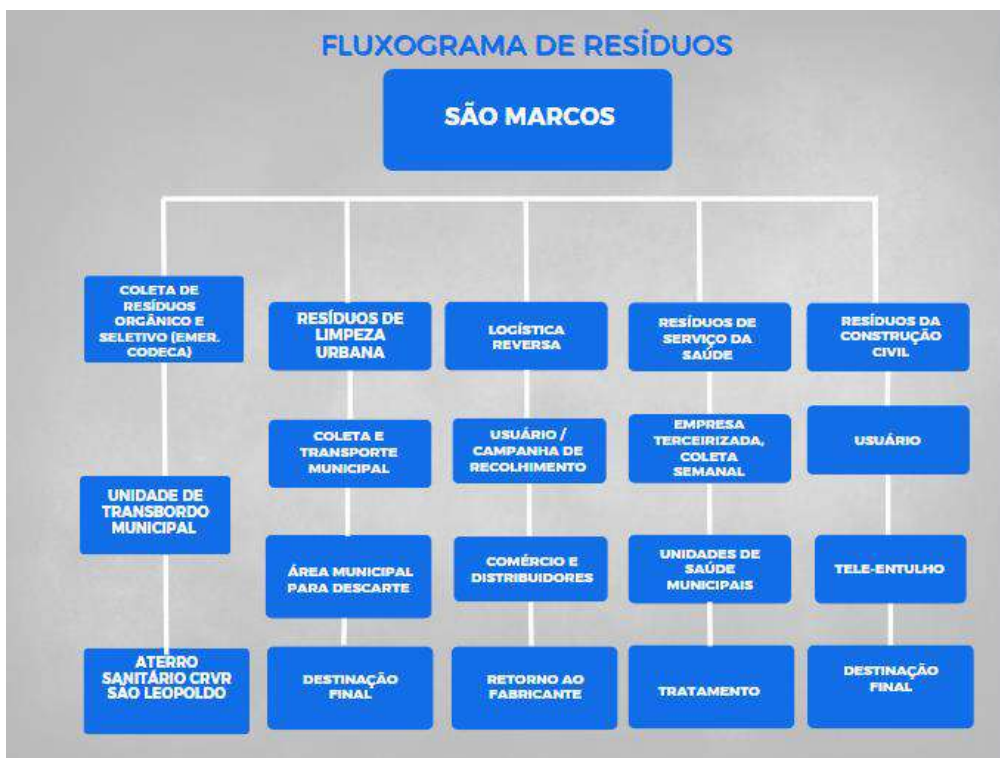 FLUXOGRAMA DE RESÍDUOS
SÃO MARCOS
COLETA DE
RESÍDUOS
ORGÂNICO E
SELETIVO (EMER.
CODECA)
UNIDADE DE
TRANSBORDO
MUNICIPAL
ATERRO
SANITÁRIO CRVR
SÃO LEOPOLDO
RESÍDUOS DE
LIMPEZA
URBANA
COLETA E
TRANSPORTE
MUNICIPAL
ÁREA MUNICIPAL
PARA DESCARTE
DESTINAÇÃO
FINAL
LOGÍSTICA
REVERSA
USUÁRIO /
CAMPANHA DE
RECOLHIMENTO
COMÉRCIO E
DISTRIBUIDORES
RETORNO AO
FABRICANTE
RESÍDUOS DE
SERVIÇO DA
SAÚDE
EMPRESA
TERCEIRIZADA,
COLETA
SEMANAL
UNIDADES DE
SAÚDE
MUNICIPAIS
TRATAMENTO
RESÍDUOS DA
CONSTRUÇÃO
CIVIL
USUÁRIO
TELE-ENTULHO
DESTINAÇÃO
FINAL